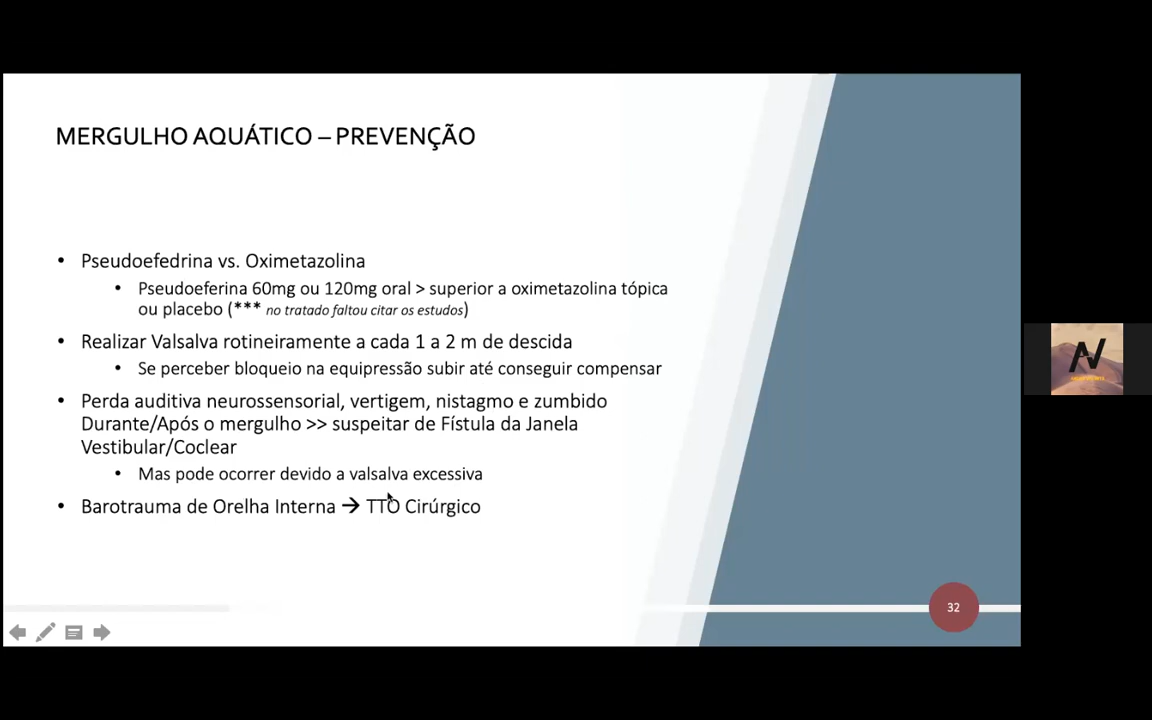 MERGULHO AQUÁTICO – PREVENÇÃO
• Pseudoefedrina vs. Oximetazolina
• Pseudoeferina 60mg ou 120mg oral > superior a oximetazolina tópica
ou placebo (*** no tratado faltou citar os estudos)
• Realizar Valsalva rotineiramente a cada 1 a 2 m de descida
• Se perceber bloqueio na equipressão subir até conseguir compensar
• Perda auditiva neurossensorial, vertigem, nistagmo e zumbido
Durante/Após o mergulho >> suspeitar de Fístula da Janela
Vestibular/Coclear
• Mas pode ocorrer devido a valsalva excessiva
• Barotrauma de Orelha Interna → TTO Cirúrgico
32